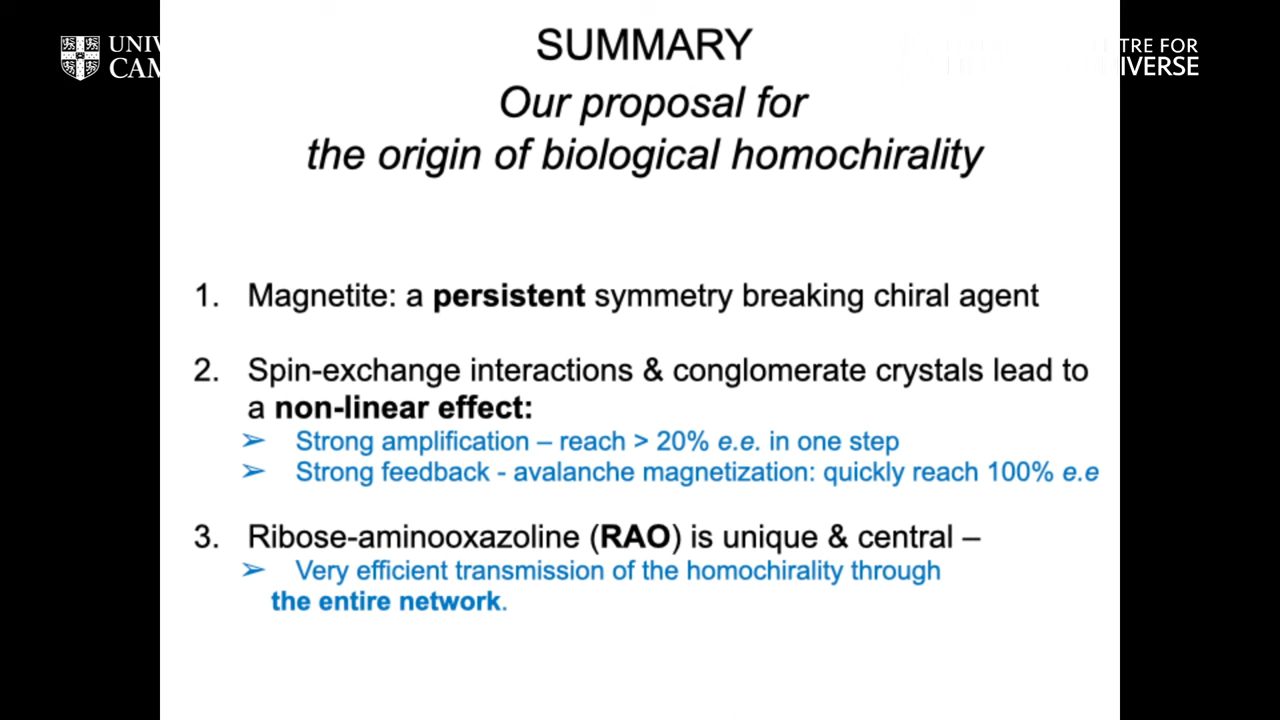 UNIV
CAM
TRE FOR
IVERSE
SUMMARY
Our proposal for
the origin of biological homochirality
1. Magnetite: a persistent symmetry breaking chiral agent
2. Spin-exchange interactions & conglomerate crystals lead to
a non-linear effect:
➢ Strong amplification – reach > 20% e.e. in one step
➢ Strong feedback - avalanche magnetization: quickly reach 100% e.e
3. Ribose-aminooxazoline (RAO) is unique & central –
➢ Very efficient transmission of the homochirality through
the entire network.